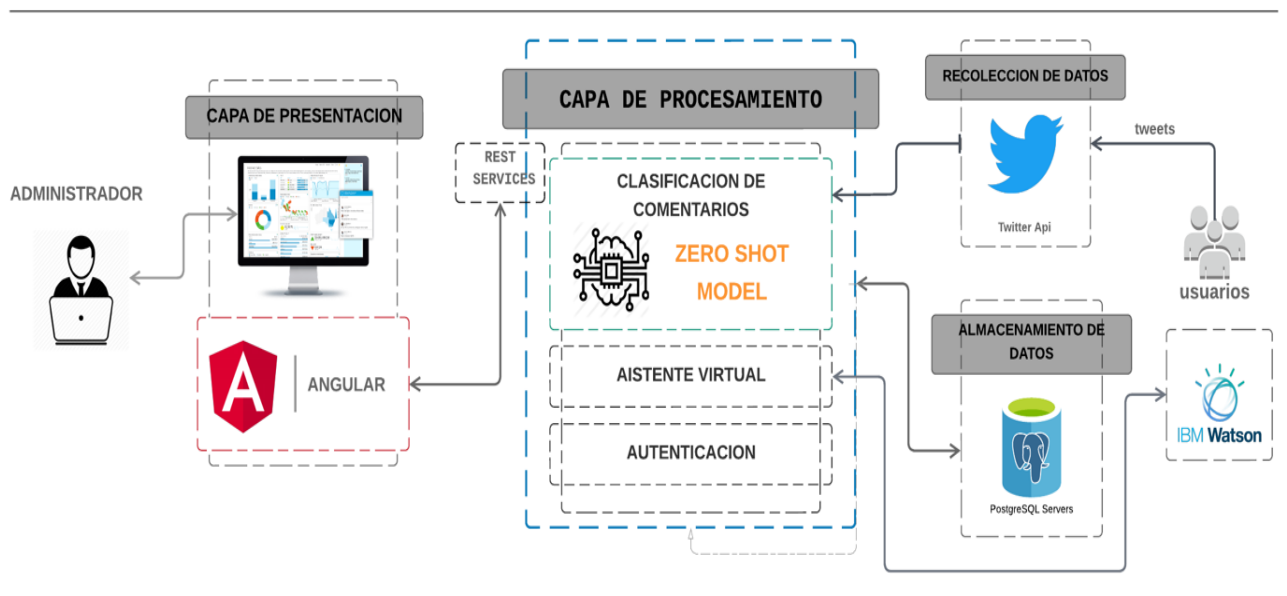 ADMINISTRADOR
CAPA DE PRESENTACION
ANGULAR
REST
SERVICES
CAPA DE PROCESAMIENTO
CLASIFICACION DE
COMENTARIOS
ZERO SHOT
MODEL
AISTENTE VIRTUAL
AUTENTICACION
RECOLECCION DE DATOS
Twitter Api
tweets
usuarios
ALMACENAMIENTO DE
DATOS
PostgreSQL Servers
IBM Watson